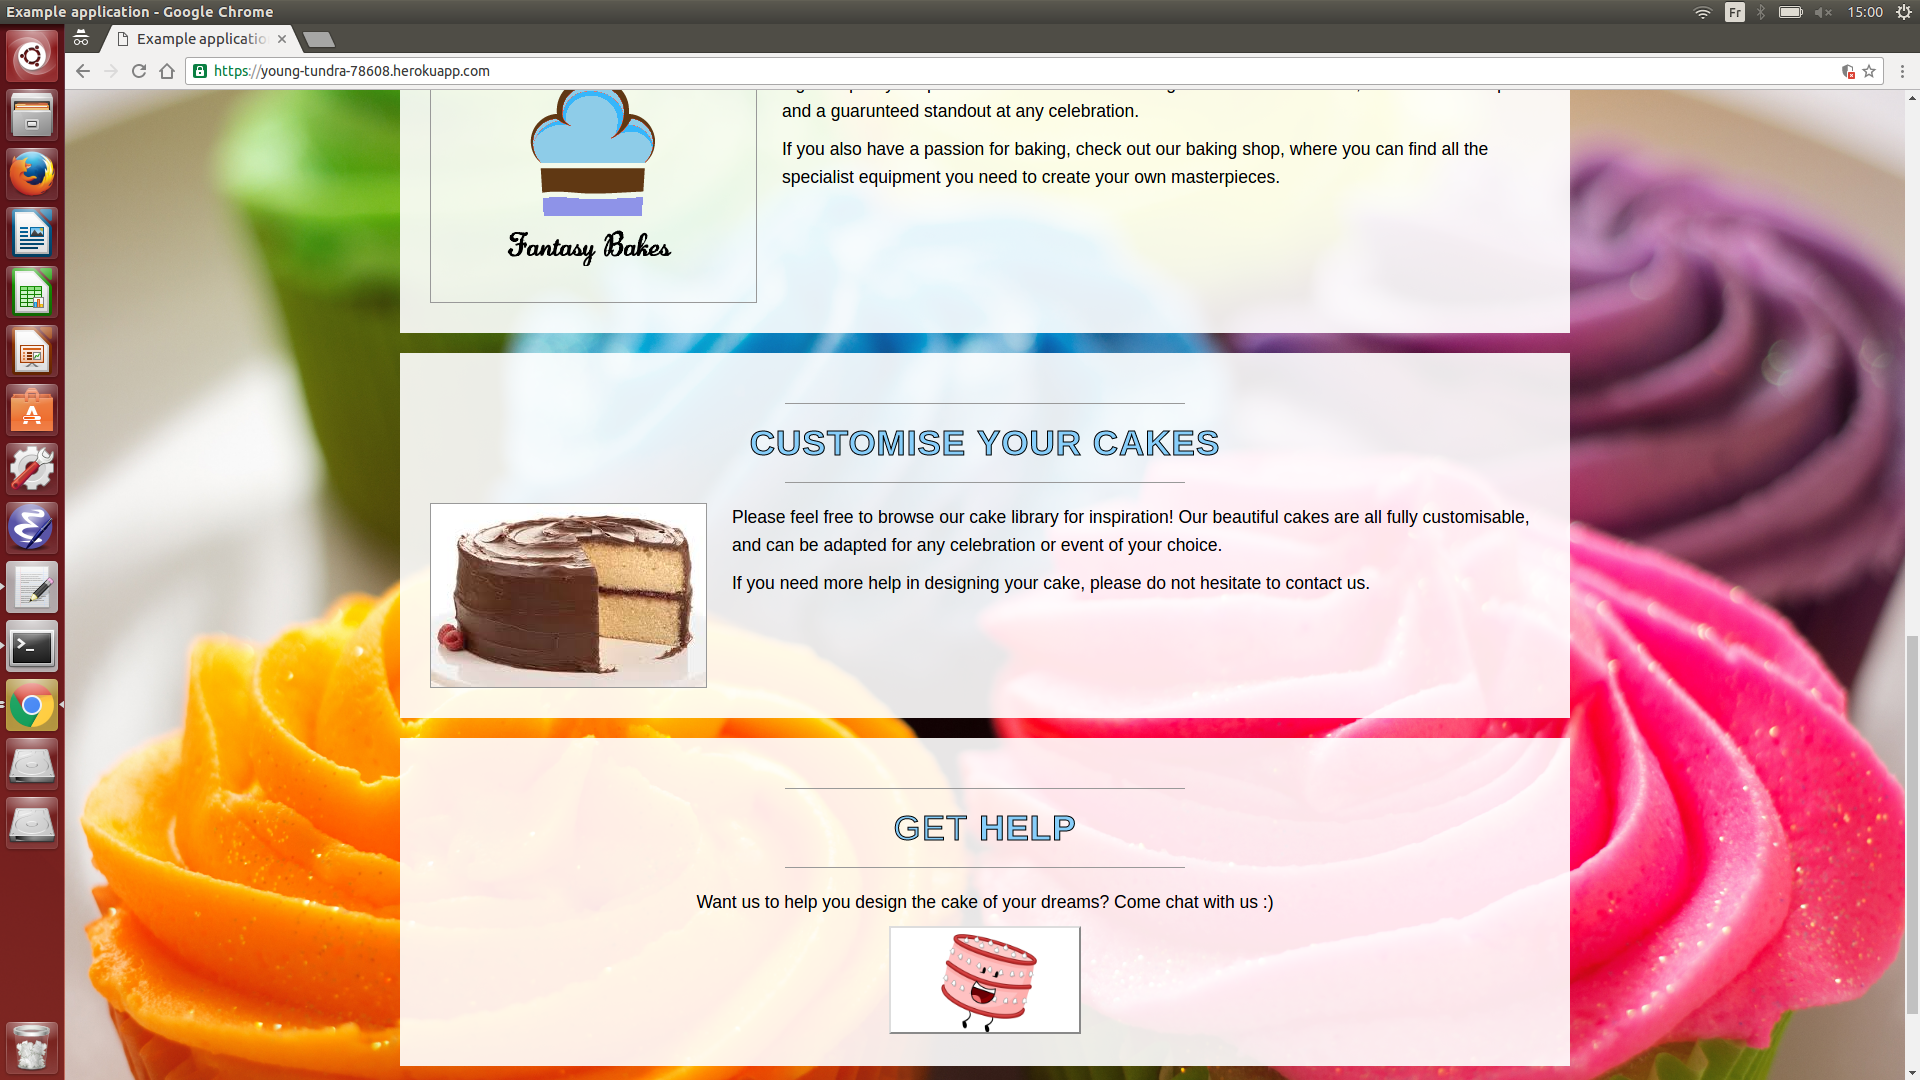 Example application - Google Chrome
Fr
15:00
Example applicatio
https://young-tundra-78608.herokuapp.com
and a guarunteed standout at any celebration.
If you also have a passion for baking, check out our baking shop, where you can find all the
specialist equipment you need to create your own masterpieces.
Fantasy Bakes
CUSTOMISE YOUR CAKES
Please feel free to browse our cake library for inspiration! Our beautiful cakes are all fully customisable,
and can be adapted for any celebration or event of your choice.
If you need more help in designing your cake, please do not hesitate to contact us.
GET HELP
Want us to help you design the cake of your dreams? Come chat with us :)